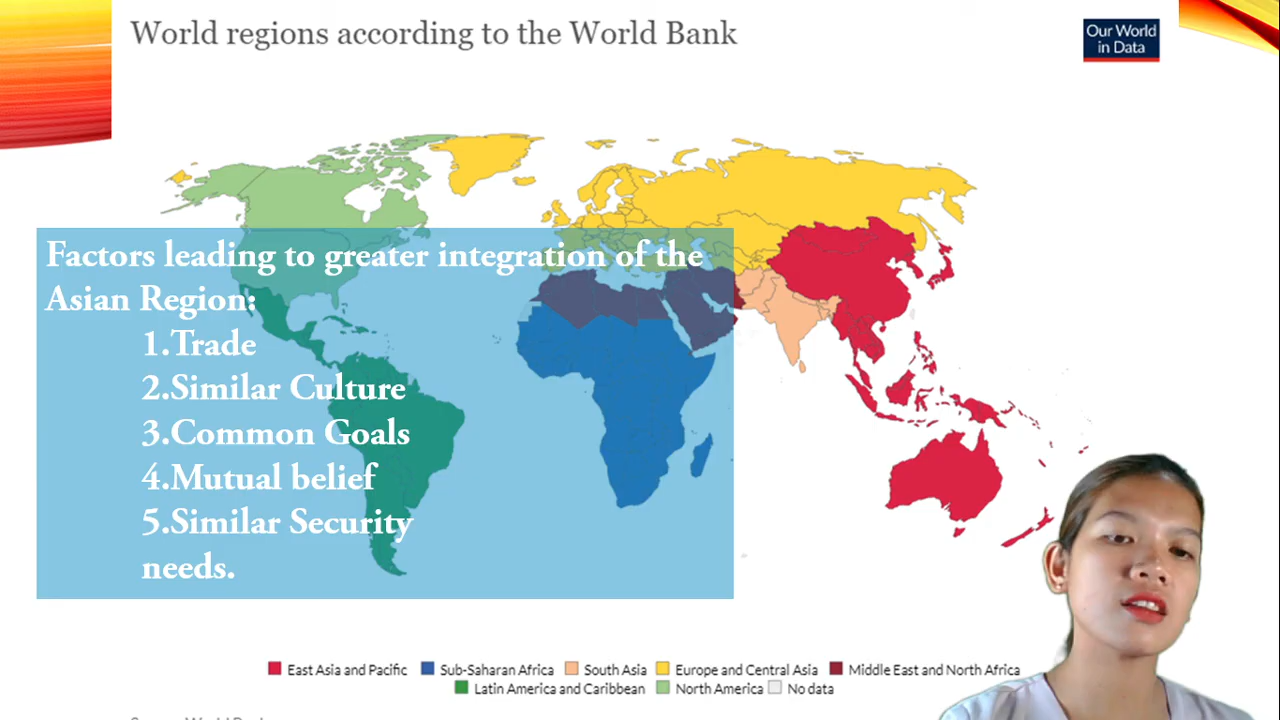 World regions according to the World Bank
Our World
in Data
Factors leading to greater integration of the
Asian Region:
1.Trade
2.Similar Culture
3.Common Goals
4.Mutual belief
5.Similar Security
needs.
East Asia and Pacific Sub-Saharan Africa South Asia Europe and Central Asia Middle East and North Africa
Latin America and Caribbean North America No data